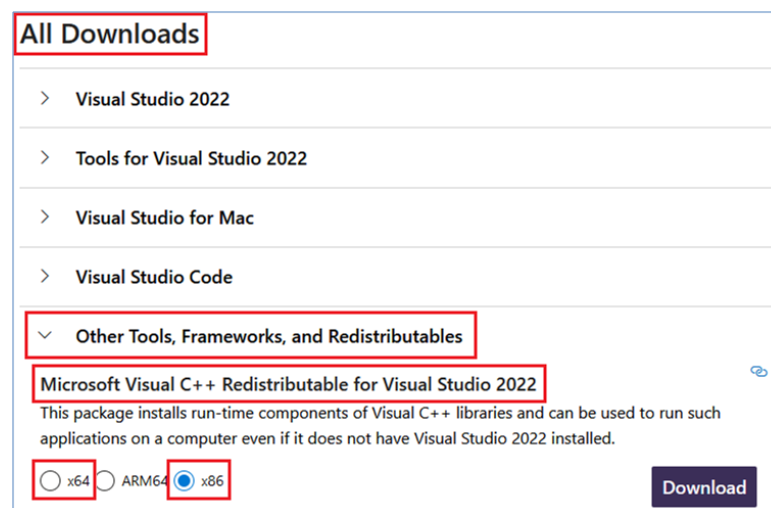 All Downloads
Visual Studio 2022
Tools for Visual Studio 2022
Visual Studio for Mac
Visual Studio Code
Other Tools, Frameworks, and Redistributables
Microsoft Visual C++ Redistributable for Visual Studio 2022
This package installs run-time components of Visual C++ libraries and can be used to run such
applications on a computer even if it does not have Visual Studio 2022 installed.
x64 ARM64 x86 Download